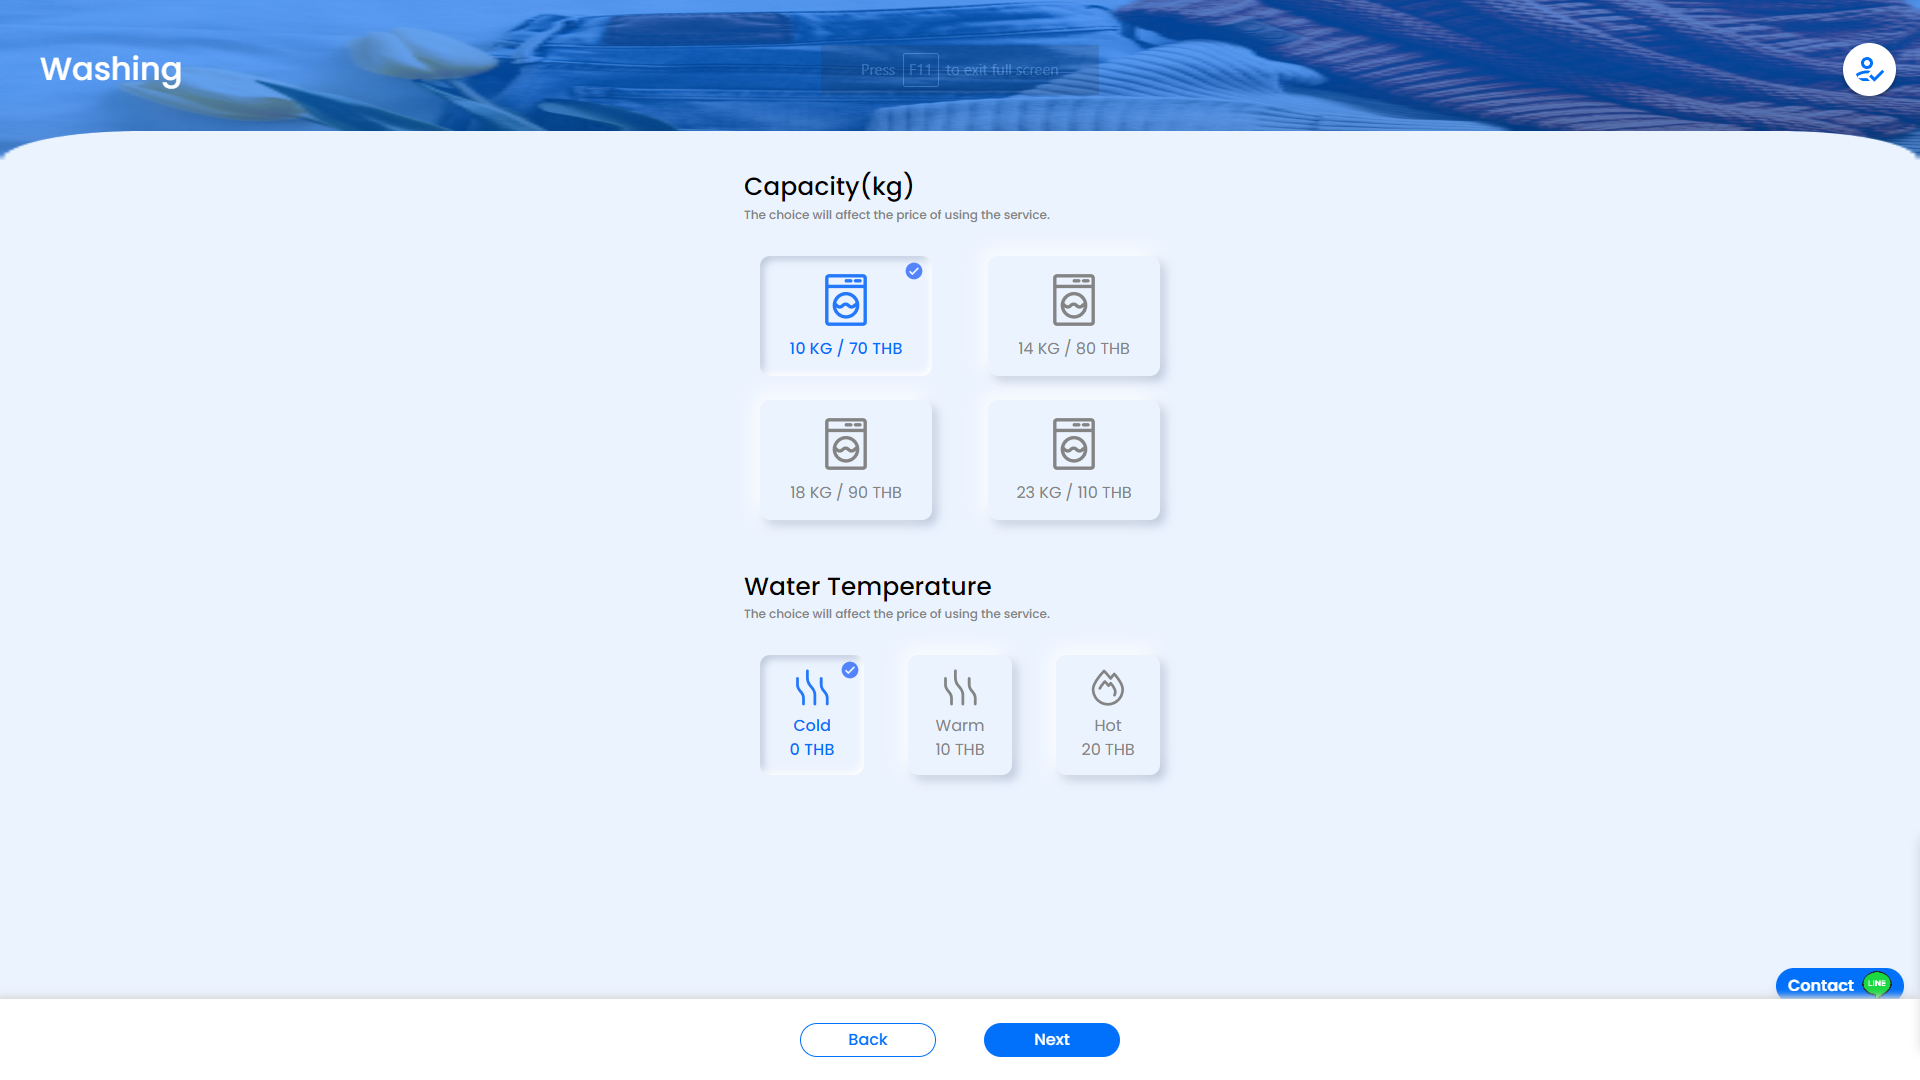 Washing
Press F11 to exit full screen
Capacity(kg)
The choice will affect the price of using the service.
10 KG / 70 THB
14 KG / 80 THB
18 KG / 90 THB
23 KG / 110 THB
Water Temperature
The choice will affect the price of using the service.
Cold
0 THB
Warm
10 THB
Hot
20 THB
Contact LINE
Back
Next